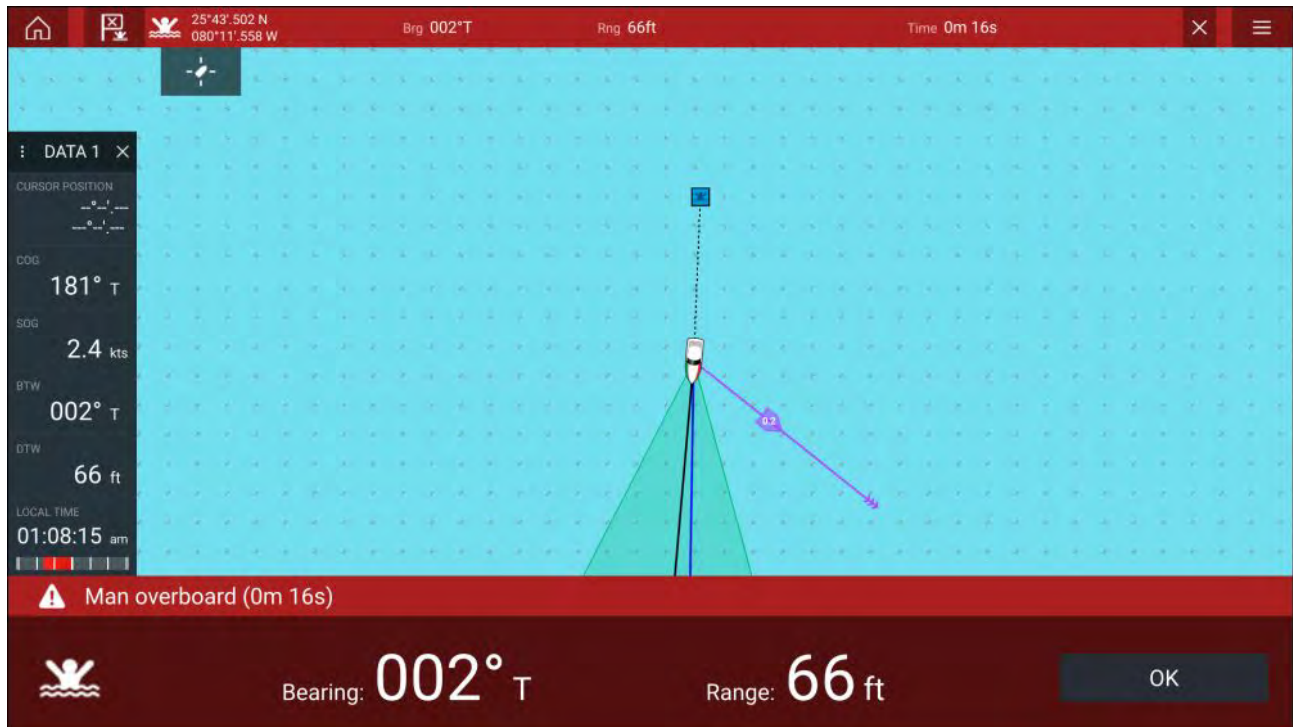 25°43'.502 N
080°11'.558 W
Brg 002°T
Rng 66ft
Time 0m 16s
DATA 1
CURSOR POSITION
--°--'.---
---°--'.---
COG
181° T
SOG
2.4 kts
BTW
002° T
DTW
66 ft
LOCAL TIME
01:08:15 am
0.2
Man overboard (0m 16s)
Bearing: 002° T
Range: 66 ft
OK